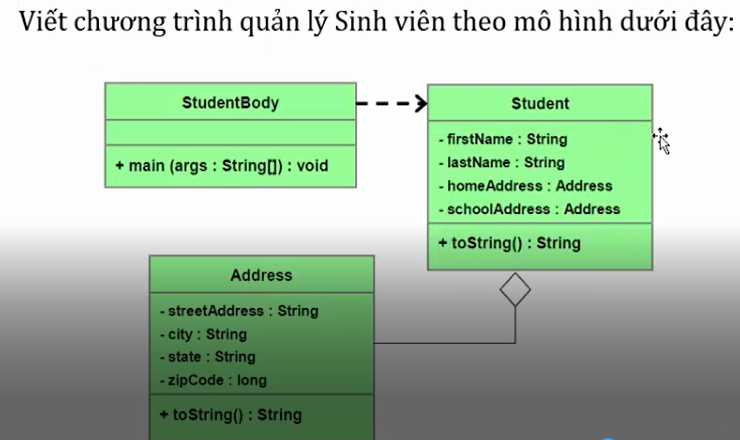 Viết chương trình quản lý Sinh viên theo mô hình dưới đây:
StudentBody
+ main (args : String[]) : void
Student
- firstName : String
- lastName : String
- homeAddress : Address
- schoolAddress : Address
+ toString() : String
Address
- streetAddress : String
- city : String
- state : String
- zipCode : long
+ toString() : String